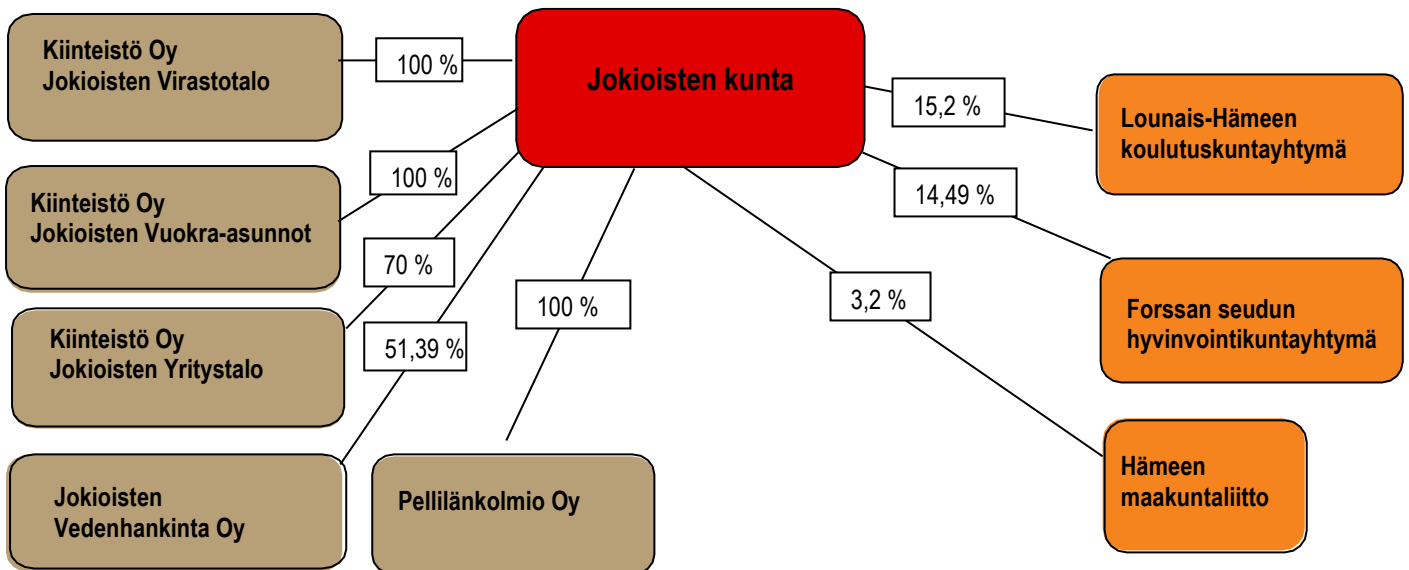 Kiinteistö Oy
Jokioisten Virastotalo
100 %
Jokioisten kunta
15,2 %
Lounais-Hämeen
koulutuskuntayhtymä
Kiinteistö Oy
Jokioisten Vuokra-asunnot
100 %
14,49 %
Forssan seudun
hyvinvointikuntayhtymä
Kiinteistö Oy
Jokioisten Yritystalo
70 %
51,39 %
100 %
3,2 %
Hämeen
maakuntaliitto
Jokioisten
Vedenhankinta Oy
Pellilänkolmio Oy